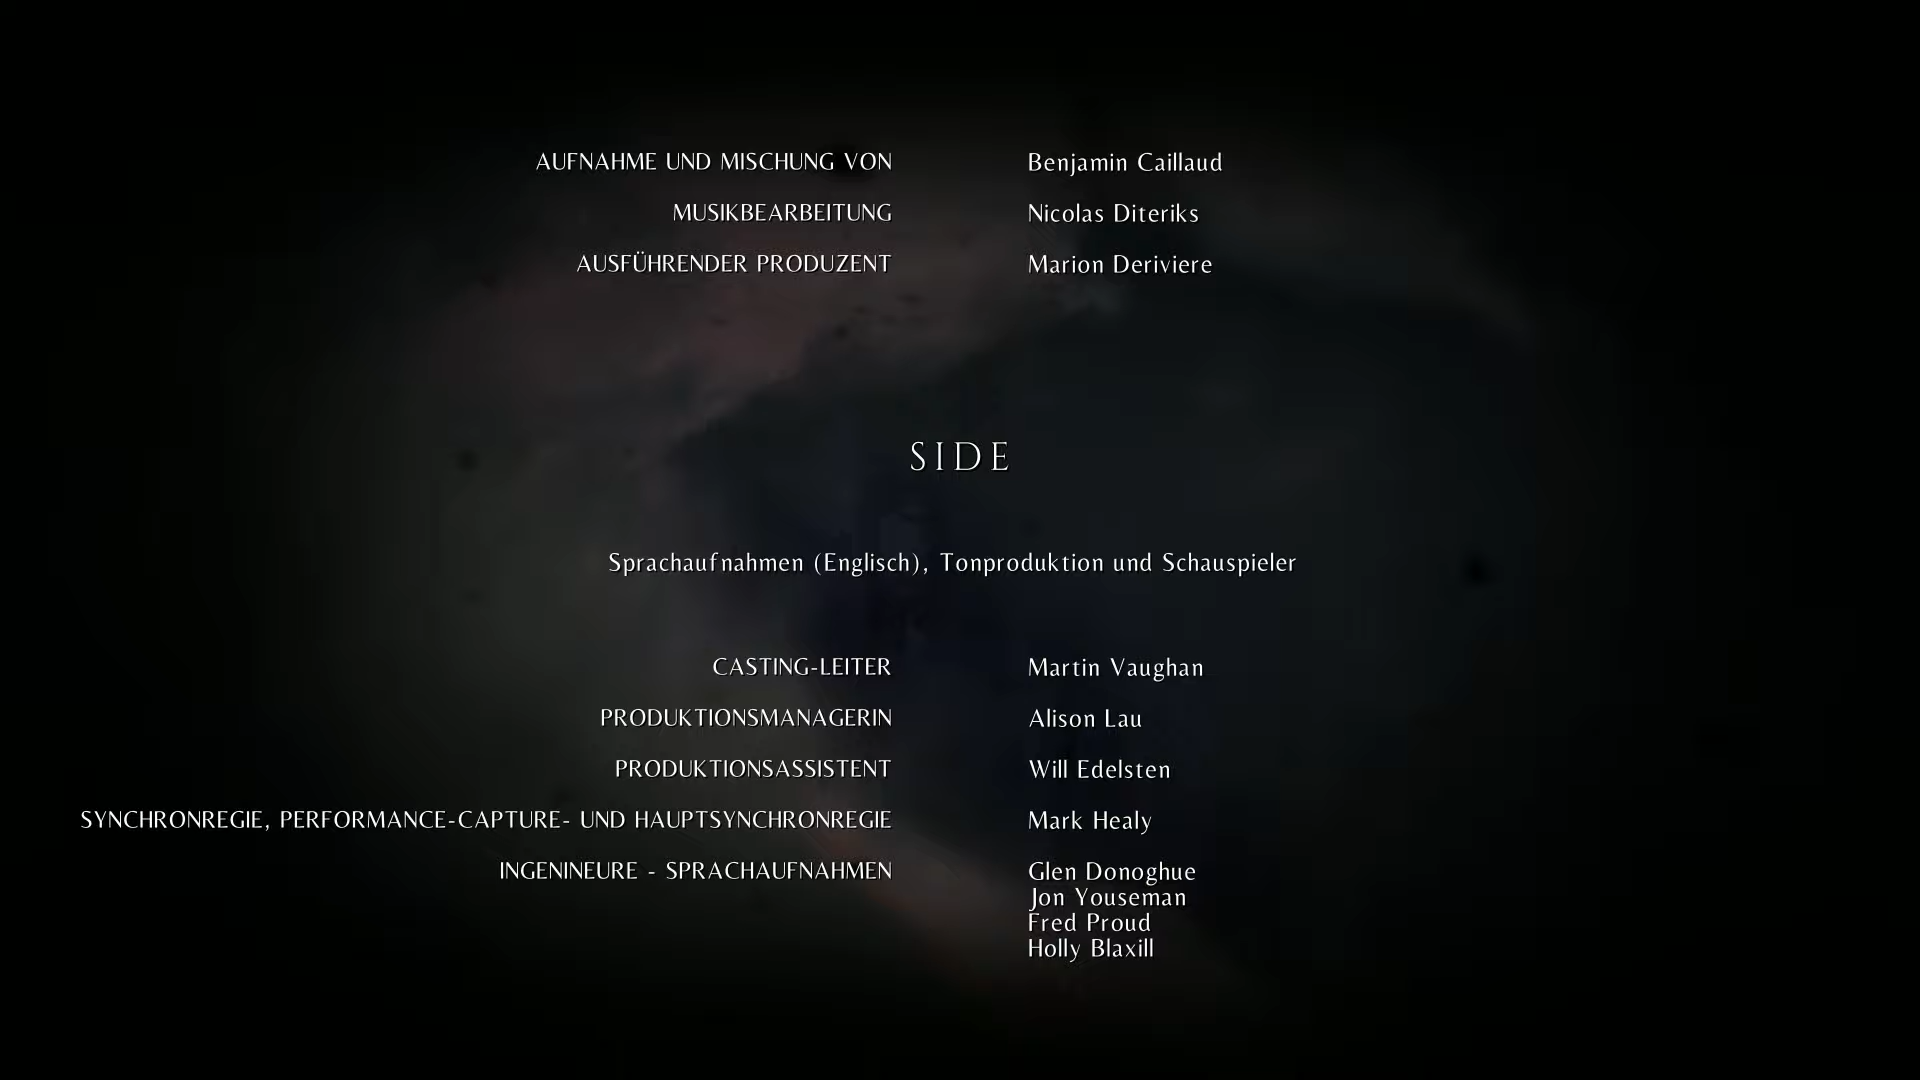 AUFNAHME UND MISCHUNG VON Benjamin Caillaud
MUSIKBEARBEITUNG Nicolas Diteriks
AUSFÜHRENDER PRODUZENT Marion Deriviere
SIDE
Sprachaufnahmen (Englisch), Tonproduktion und Schauspieler
CASTING-LEITER Martin Vaughan
PRODUKTIONSMANAGERIN Alison Lau
PRODUKTIONSASSISTENT Will Edelsten
SYNCHRONREGIE, PERFORMANCE-CAPTURE- UND HAUPTSYNCHRONREGIE Mark Healy
INGENINEURE - SPRACHAUFNAHMEN Glen Donoghue
Jon Youseman
Fred Proud
Holly Blaxill